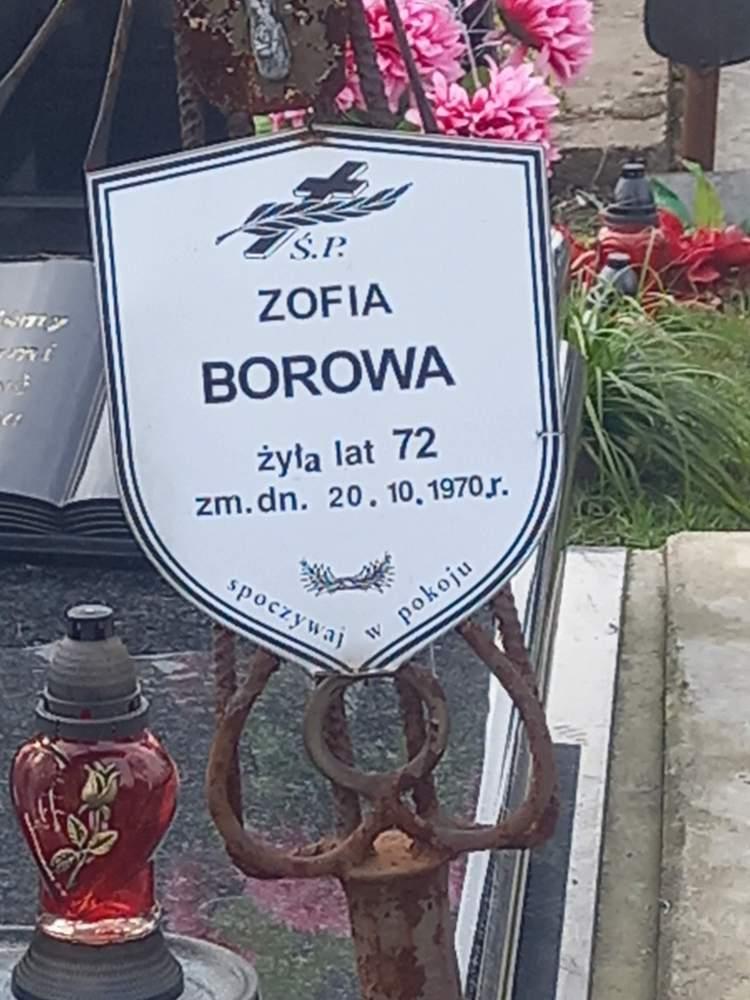 Ś.P.
ZOFIA
BOROWA
żyła lat 72
zm. dn. 20.10.1970 r.
spoczywaj w pokoju